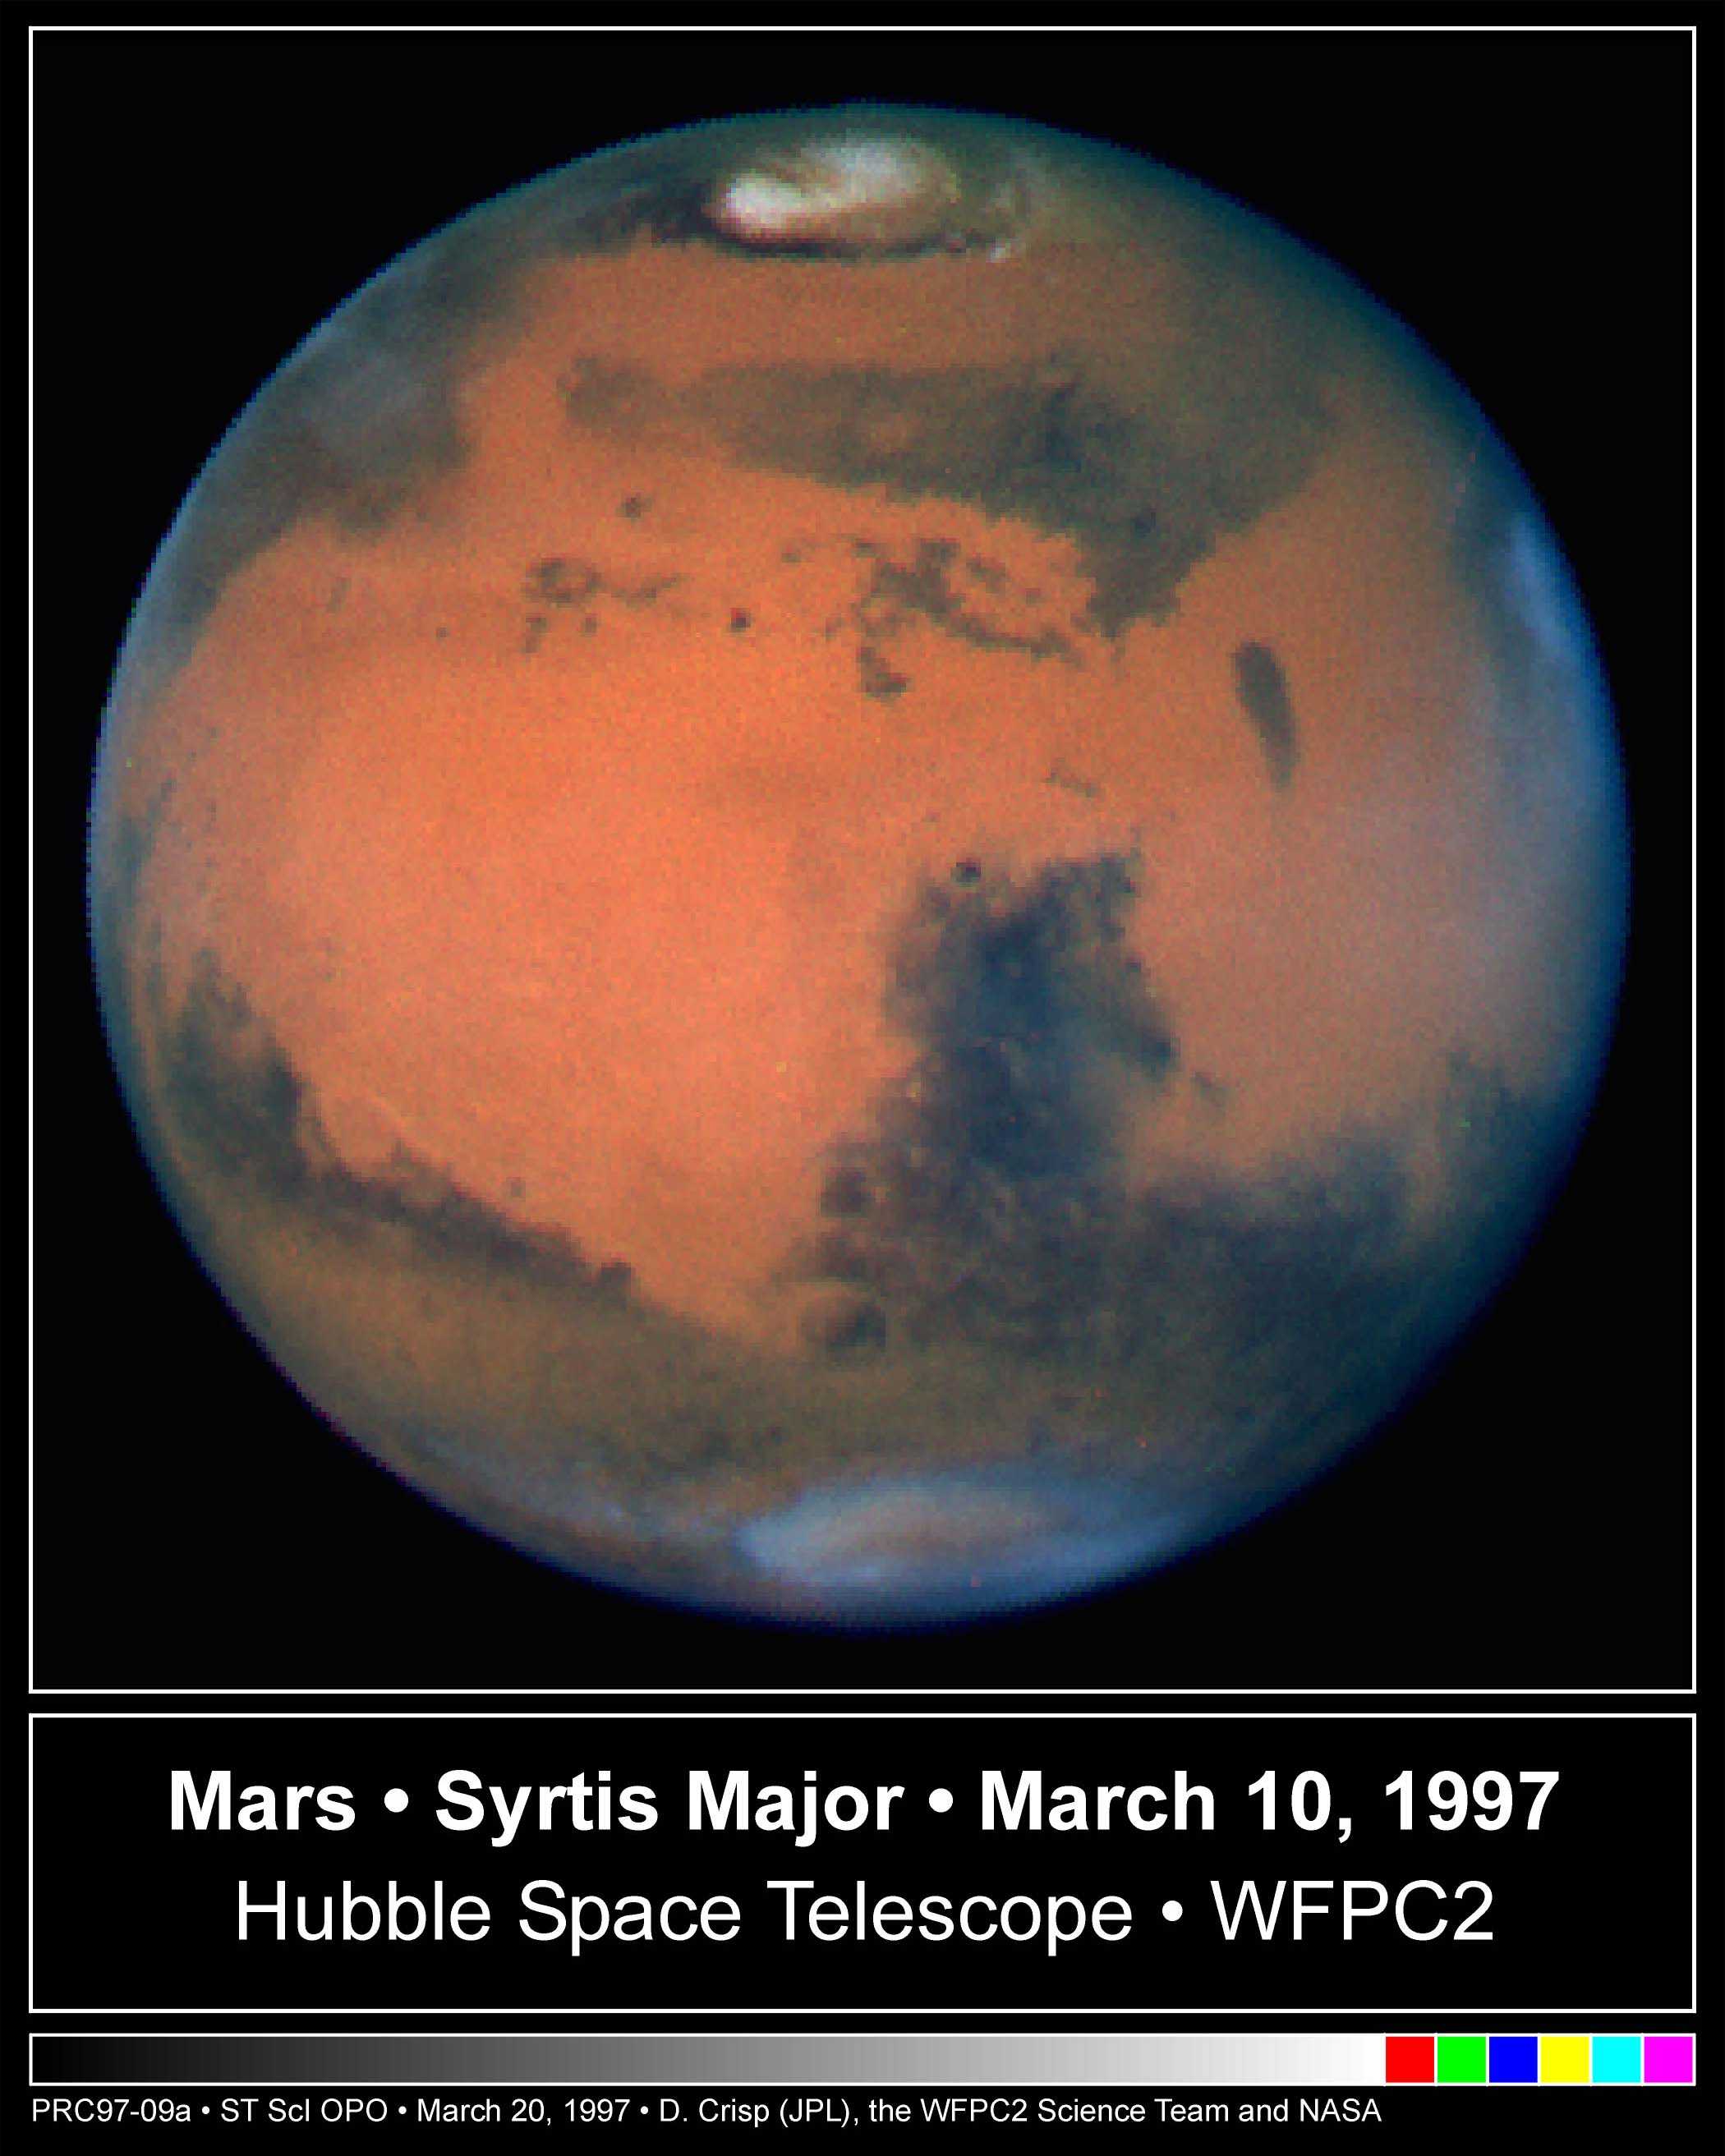 Mars • Syrtis Major • March 10, 1997
Hubble Space Telescope • WFPC2
PRC97-09a • ST ScI OPO • March 20, 1997 • D. Crisp (JPL), the WFPC2 Science Team and NASA